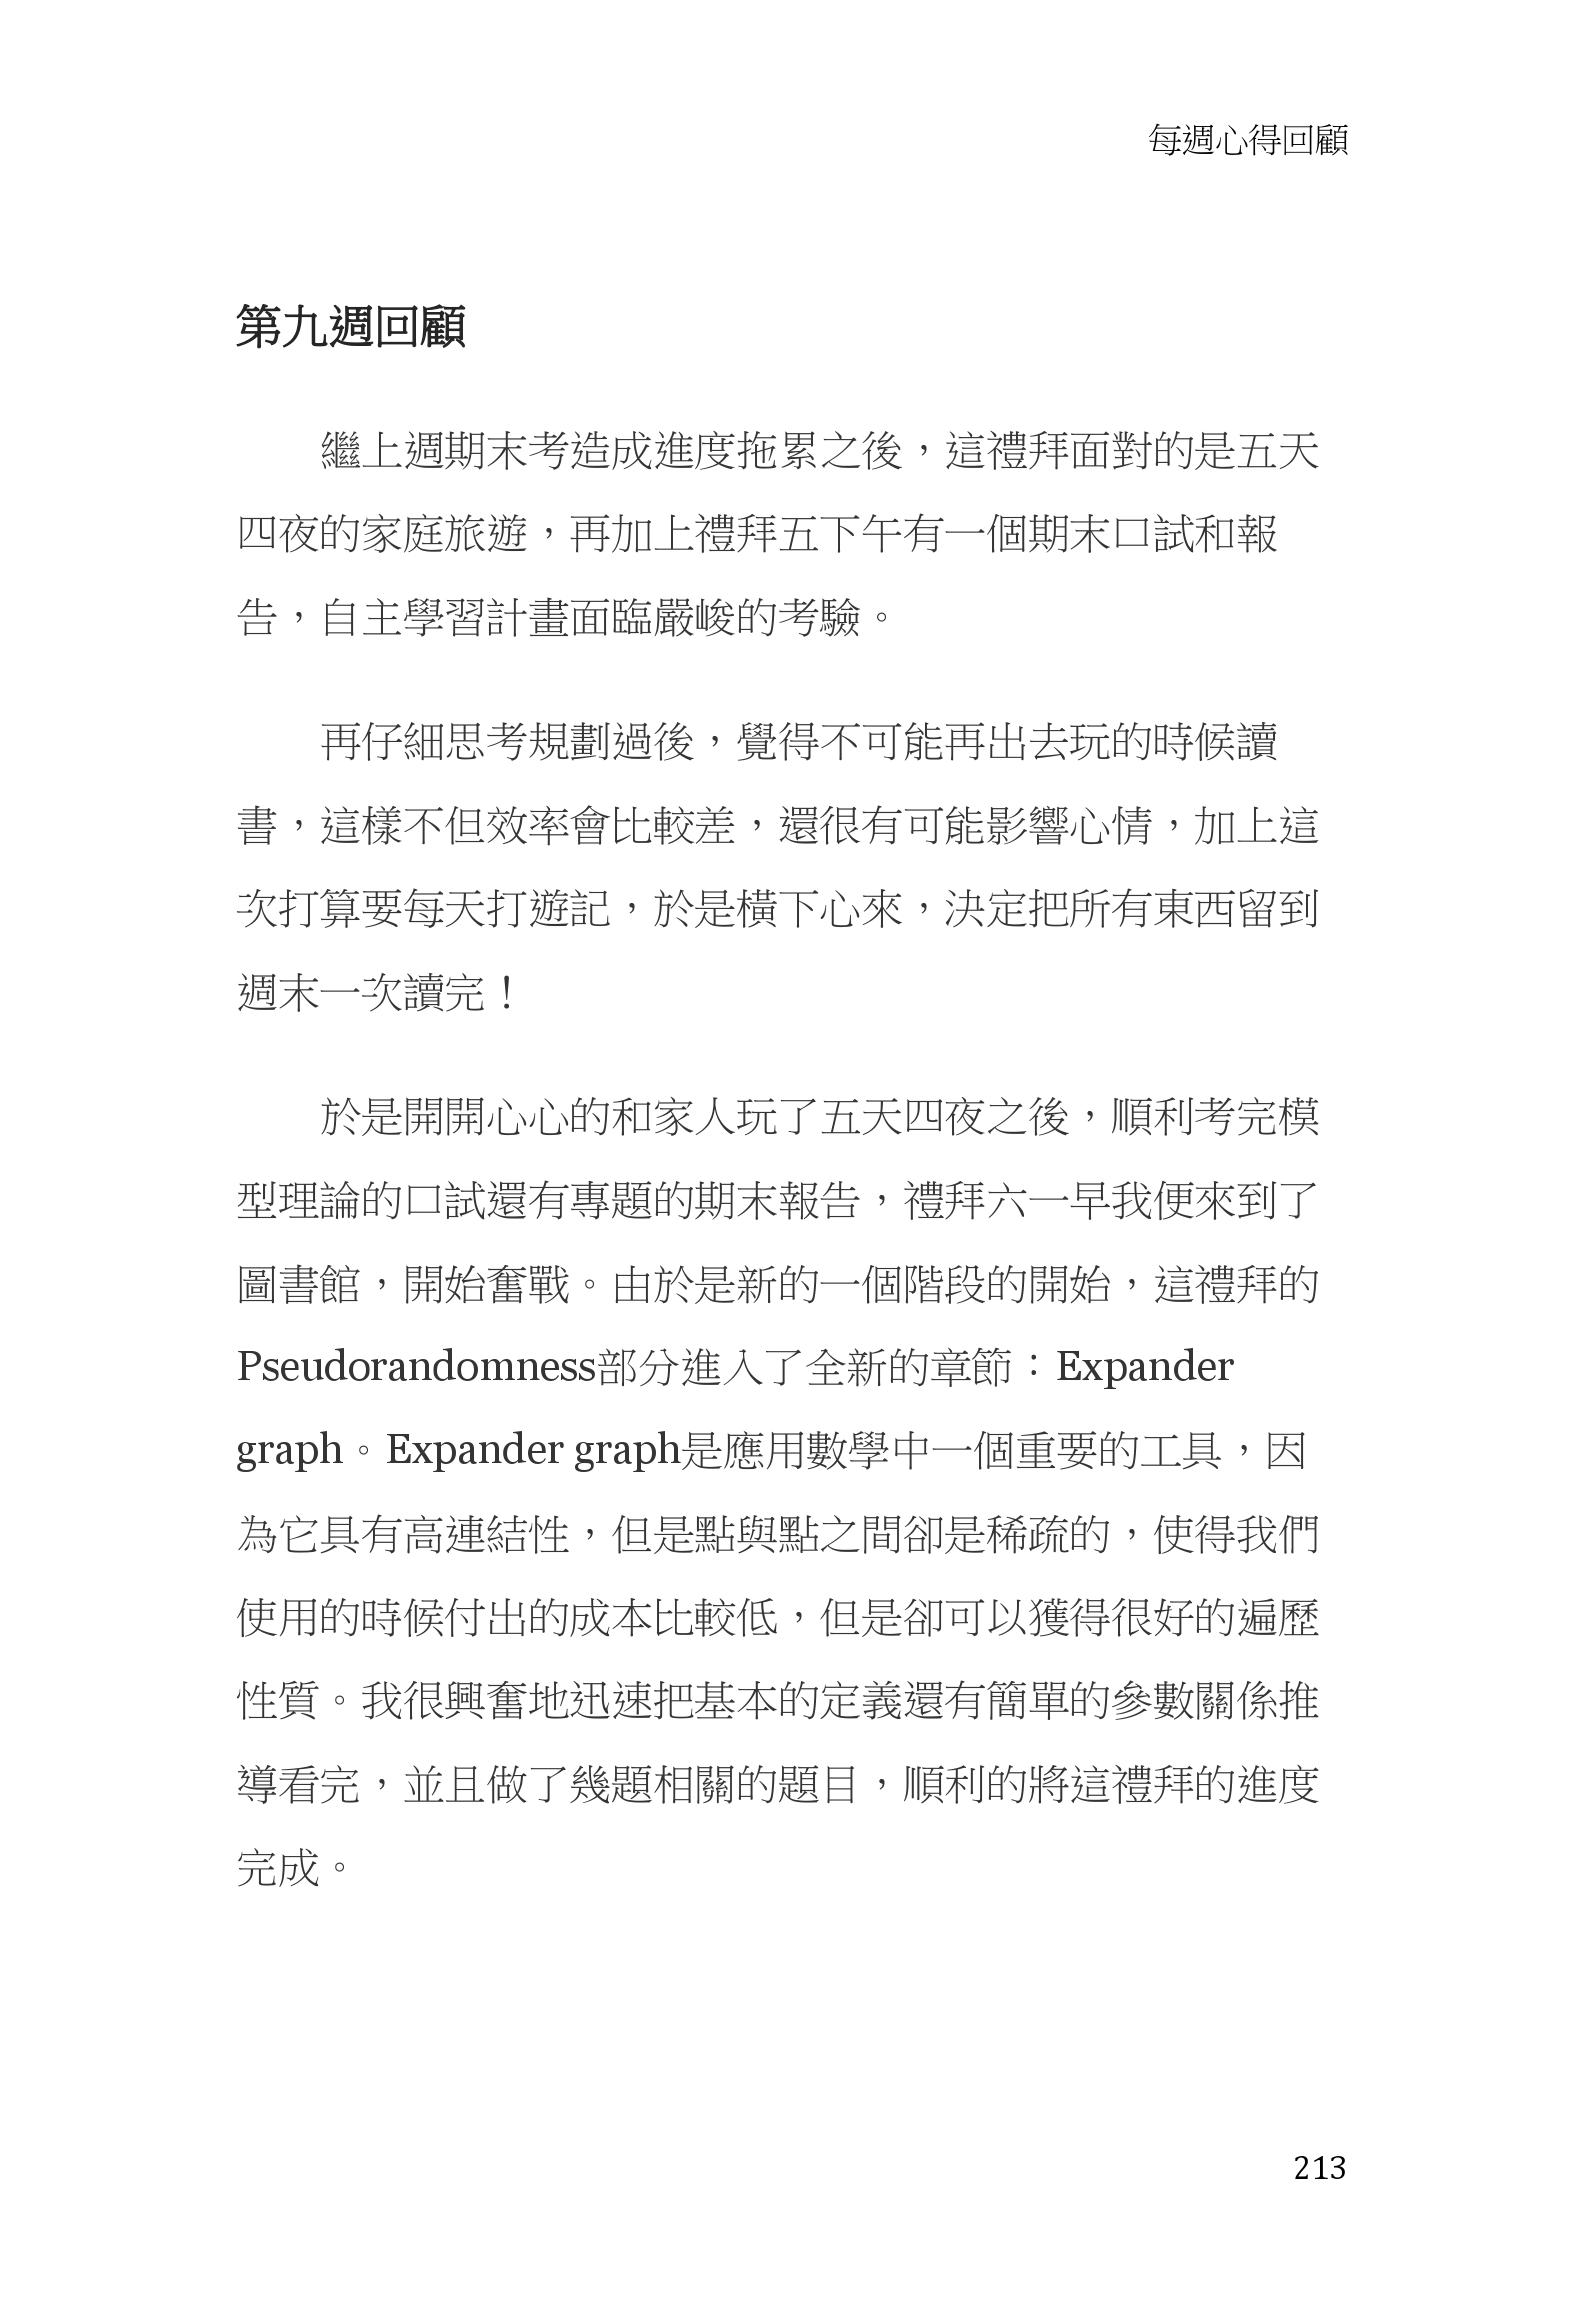 每週心得回顧
第九週回顧
繼上週期末考造成進度拖累之後，這禮拜面對的是五天
四夜的家庭旅遊，再加上禮拜五下午有一個期末口試和報
告，自主學習計畫面臨嚴峻的考驗。
再仔細思考規劃過後，覺得不可能再出去玩的時候讀
書，這樣不但效率會比較差，還很有可能影響心情，加上這
次打算要每天打遊記，於是橫下心來，決定把所有東西留到
週末一次讀完！
於是開開心心的和家人玩了五天四夜之後，順利考完模
型理論的口試還有專題的期末報告，禮拜六一早我便來到了
圖書館，開始奮戰。由於是新的一個階段的開始，這禮拜的
Pseudorandomness部分進入了全新的章節：Expander
graph。Expander graph是應用數學中一個重要的工具，因
為它具有高連結性，但是點與點之間卻是稀疏的，使得我們
使用的時候付出的成本比較低，但是卻可以獲得很好的遍歷
性質。我很興奮地迅速把基本的定義還有簡單的參數關係推
導看完，並且做了幾題相關的題目，順利的將這禮拜的進度
完成。
213